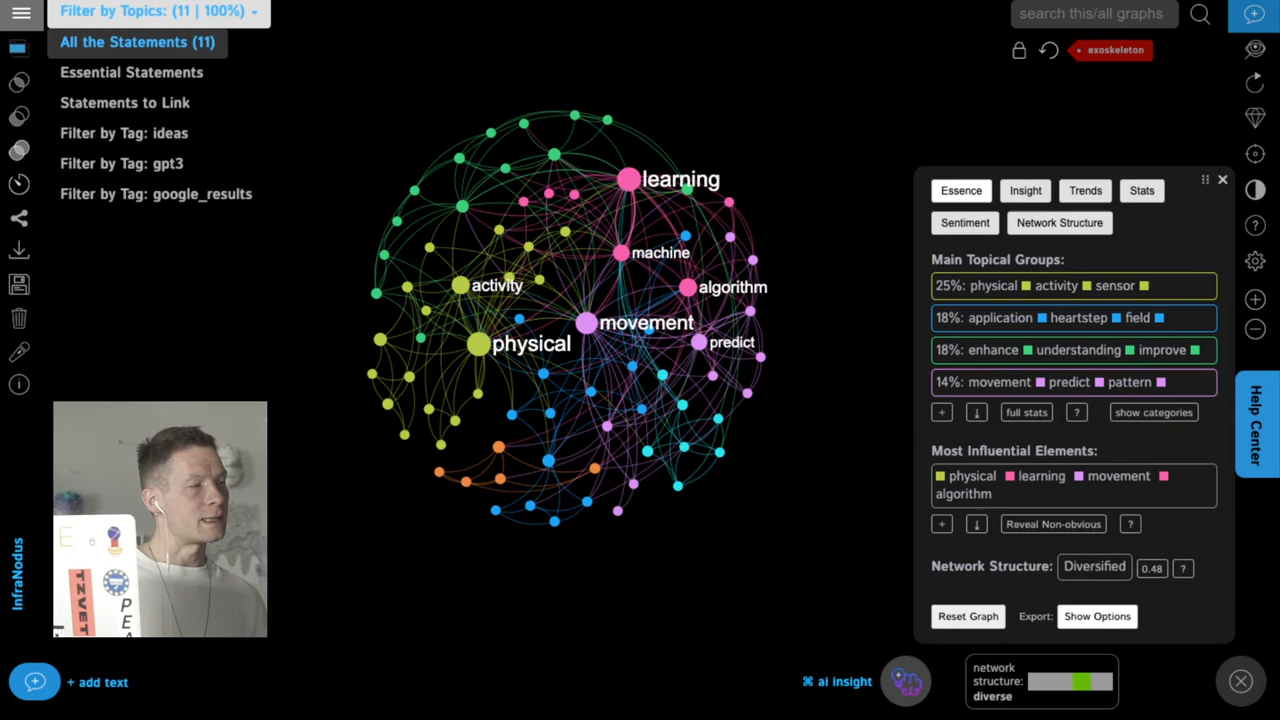 Filter by Topics: (11 | 100%)
search this/all graphs
All the Statements (11)
exoskeleton
Essential Statements
Statements to Link
Filter by Tag: ideas
Filter by Tag: gpt3
Filter by Tag: google_results
learning
machine
activity
algorithm
movement
physical
predict
Essence Insight Trends Stats
Sentiment Network Structure
Main Topical Groups:
25%: physical activity sensor
18%: application heartstep field
18%: enhance understanding improve
14%: movement predict pattern
+ full stats ? show categories
Most Influential Elements:
physical learning movement
algorithm
+ Reveal Non-obvious ?
Network Structure: Diversified 0.48 ?
Reset Graph Export: Show Options
Help Center
InfraNodus
TZVET
+ add text
⌘ ai insight
network
structure:
diverse